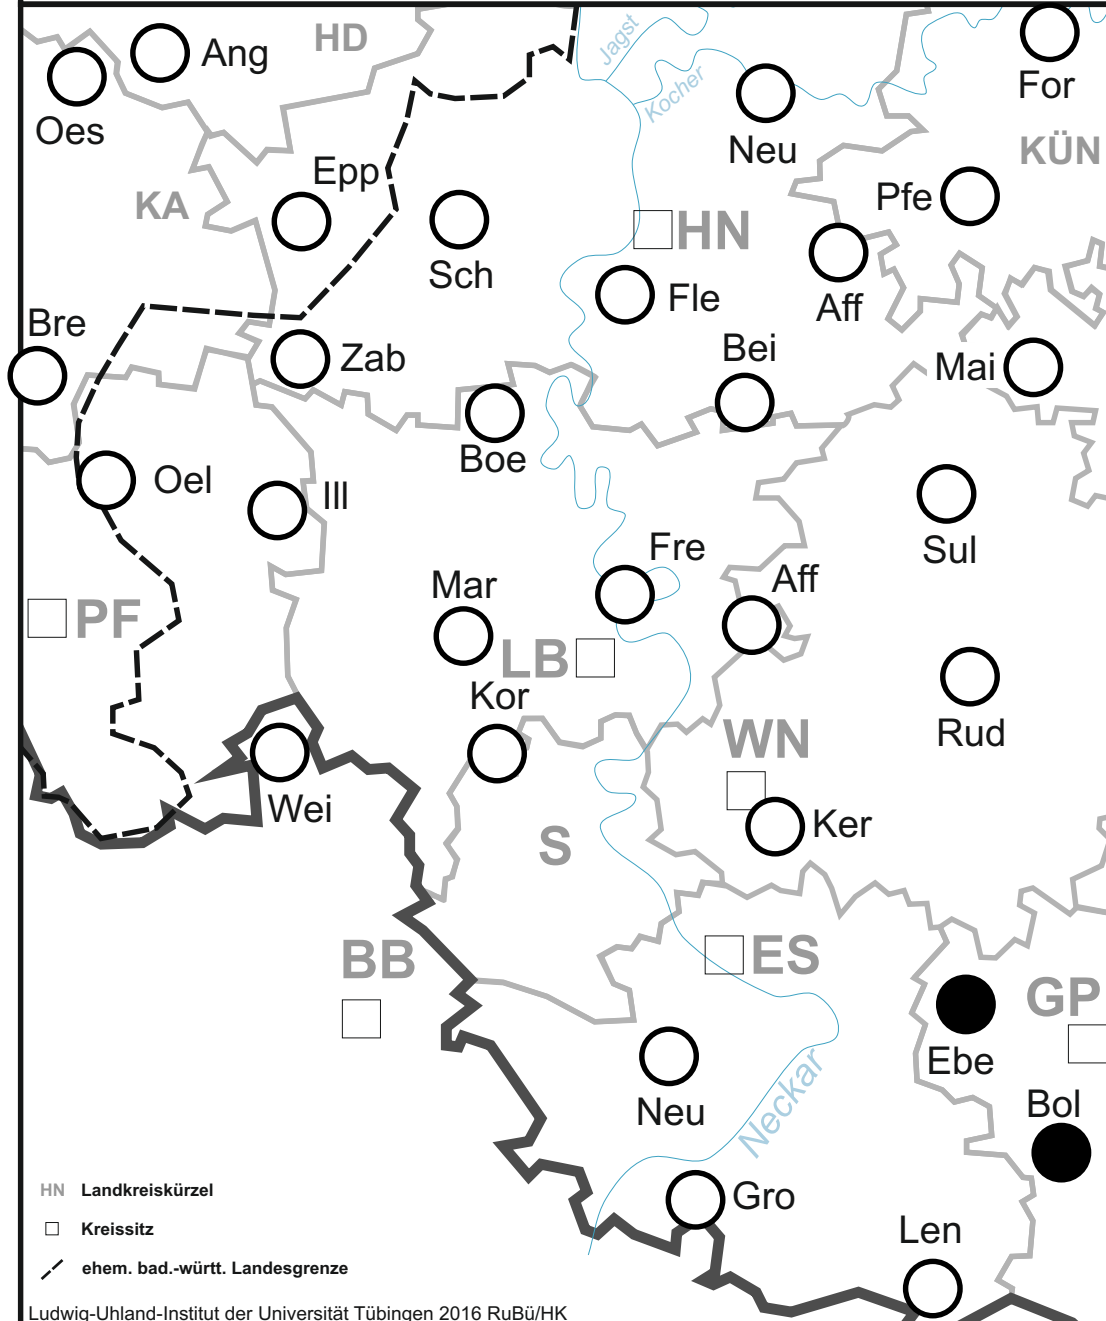 Jagst
HD
Ang
Kocher
For
Oes
Neu
KÜN
Epp
KA
Pfe
HN
Sch
Fle
Aff
Bre
Zab
Bei
Mai
Boe
Oel
Ill
Sul
Fre
Mar
Aff
PF
LB
Kor
Rud
WN
Wei
Ker
S
BB
ES
GP
Ebe
Neu
Neckar
Bol
Gro
Len
HN Landkreiskürzel
Kreissitz
ehem. bad.-württ. Landesgrenze
Ludwig-Uhland-Institut der Universität Tübingen 2016 RuBü/HK